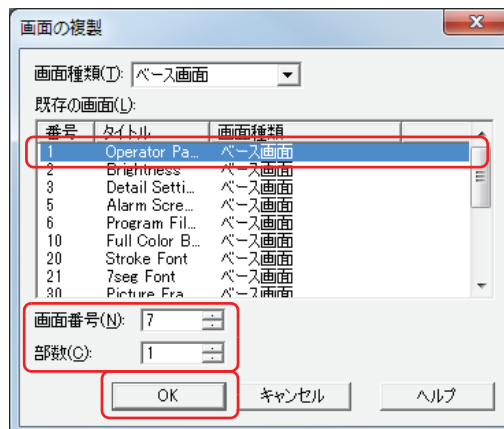 画面の複製
画面種類(T): ベース画面
既存の画面(L):
番号 タイトル 画面種類
1 Operator Pa... ベース画面
2 Brightness ベース画面
3 Detail Setti... ベース画面
5 Alarm Scre... ベース画面
6 Program Fil... ベース画面
10 Full Color B... ベース画面
20 Stroke Font ベース画面
21 7seg Font ベース画面
30 Picture Fra... ベース画面
画面番号(N): 7
部数(C): 1
OK キャンセル ヘルプ